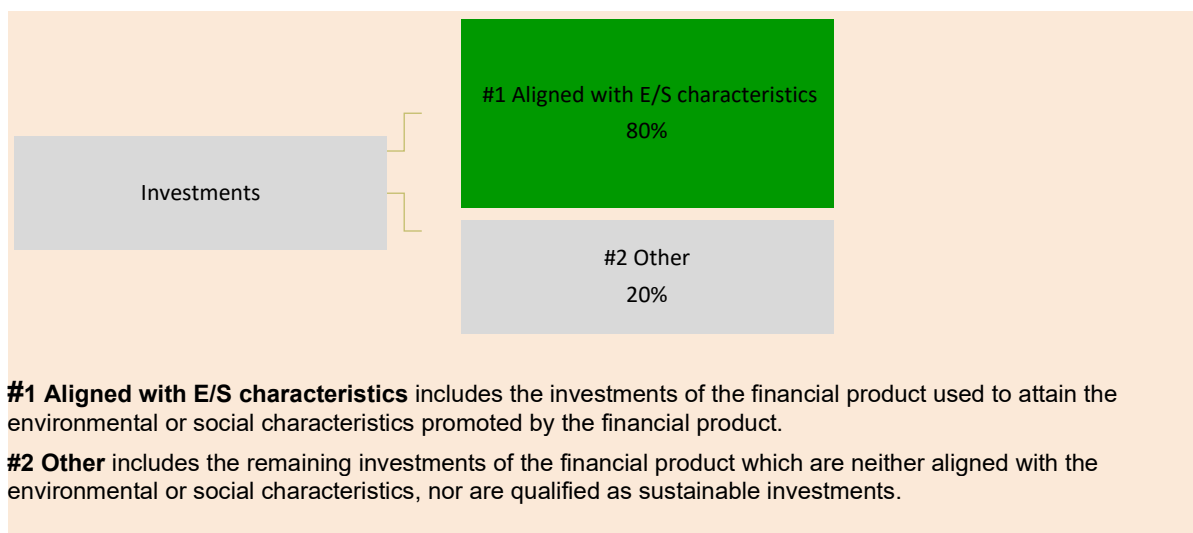 #1 Aligned with E/S characteristics
80%
Investments
#2 Other
20%
#1 Aligned with E/S characteristics includes the investments of the financial product used to attain the
environmental or social characteristics promoted by the financial product.
#2 Other includes the remaining investments of the financial product which are neither aligned with the
environmental or social characteristics, nor are qualified as sustainable investments.